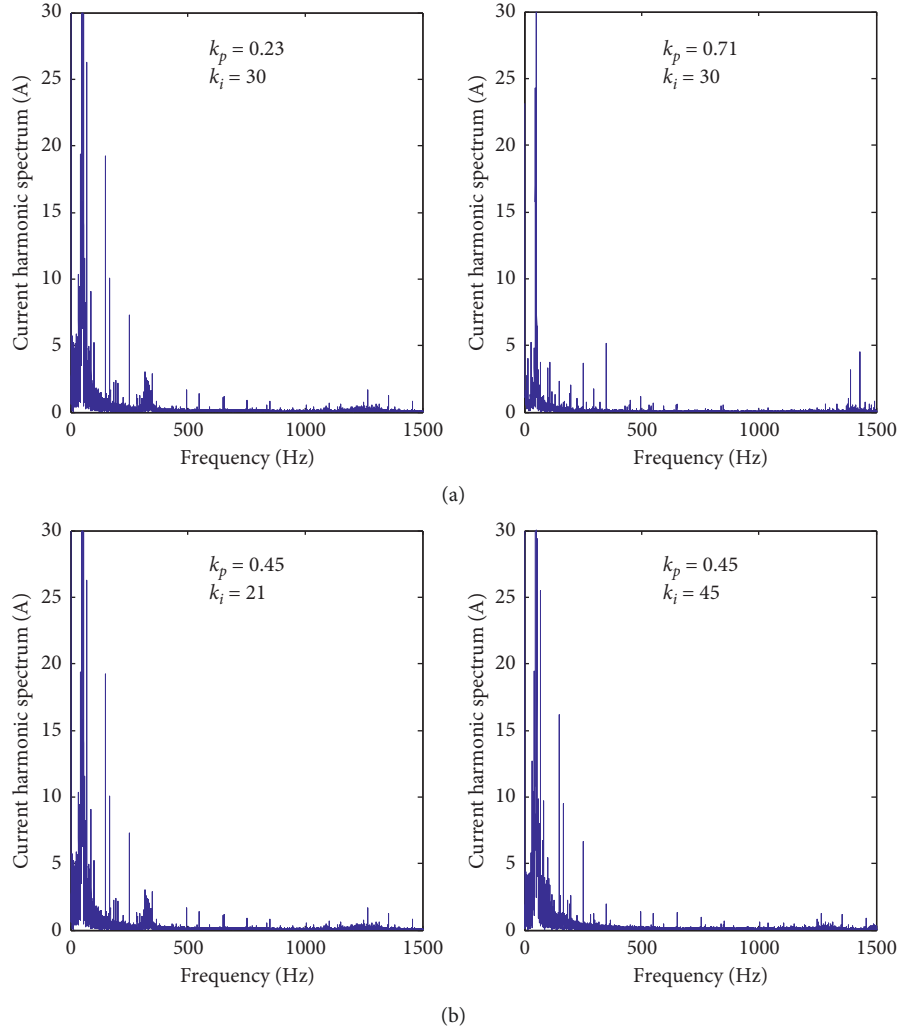 30
25
20
15
10
5
0
Current harmonic spectrum (A)
k_p = 0.23
k_i = 30
0
500
1000
1500
Frequency (Hz)
30
25
20
15
10
5
0
Current harmonic spectrum (A)
k_p = 0.71
k_i = 30
0
500
1000
1500
Frequency (Hz)
(a)
30
25
20
15
10
5
0
Current harmonic spectrum (A)
k_p = 0.45
k_i = 21
0
500
1000
1500
Frequency (Hz)
30
25
20
15
10
5
0
Current harmonic spectrum (A)
k_p = 0.45
k_i = 45
0
500
1000
1500
Frequency (Hz)
(b)